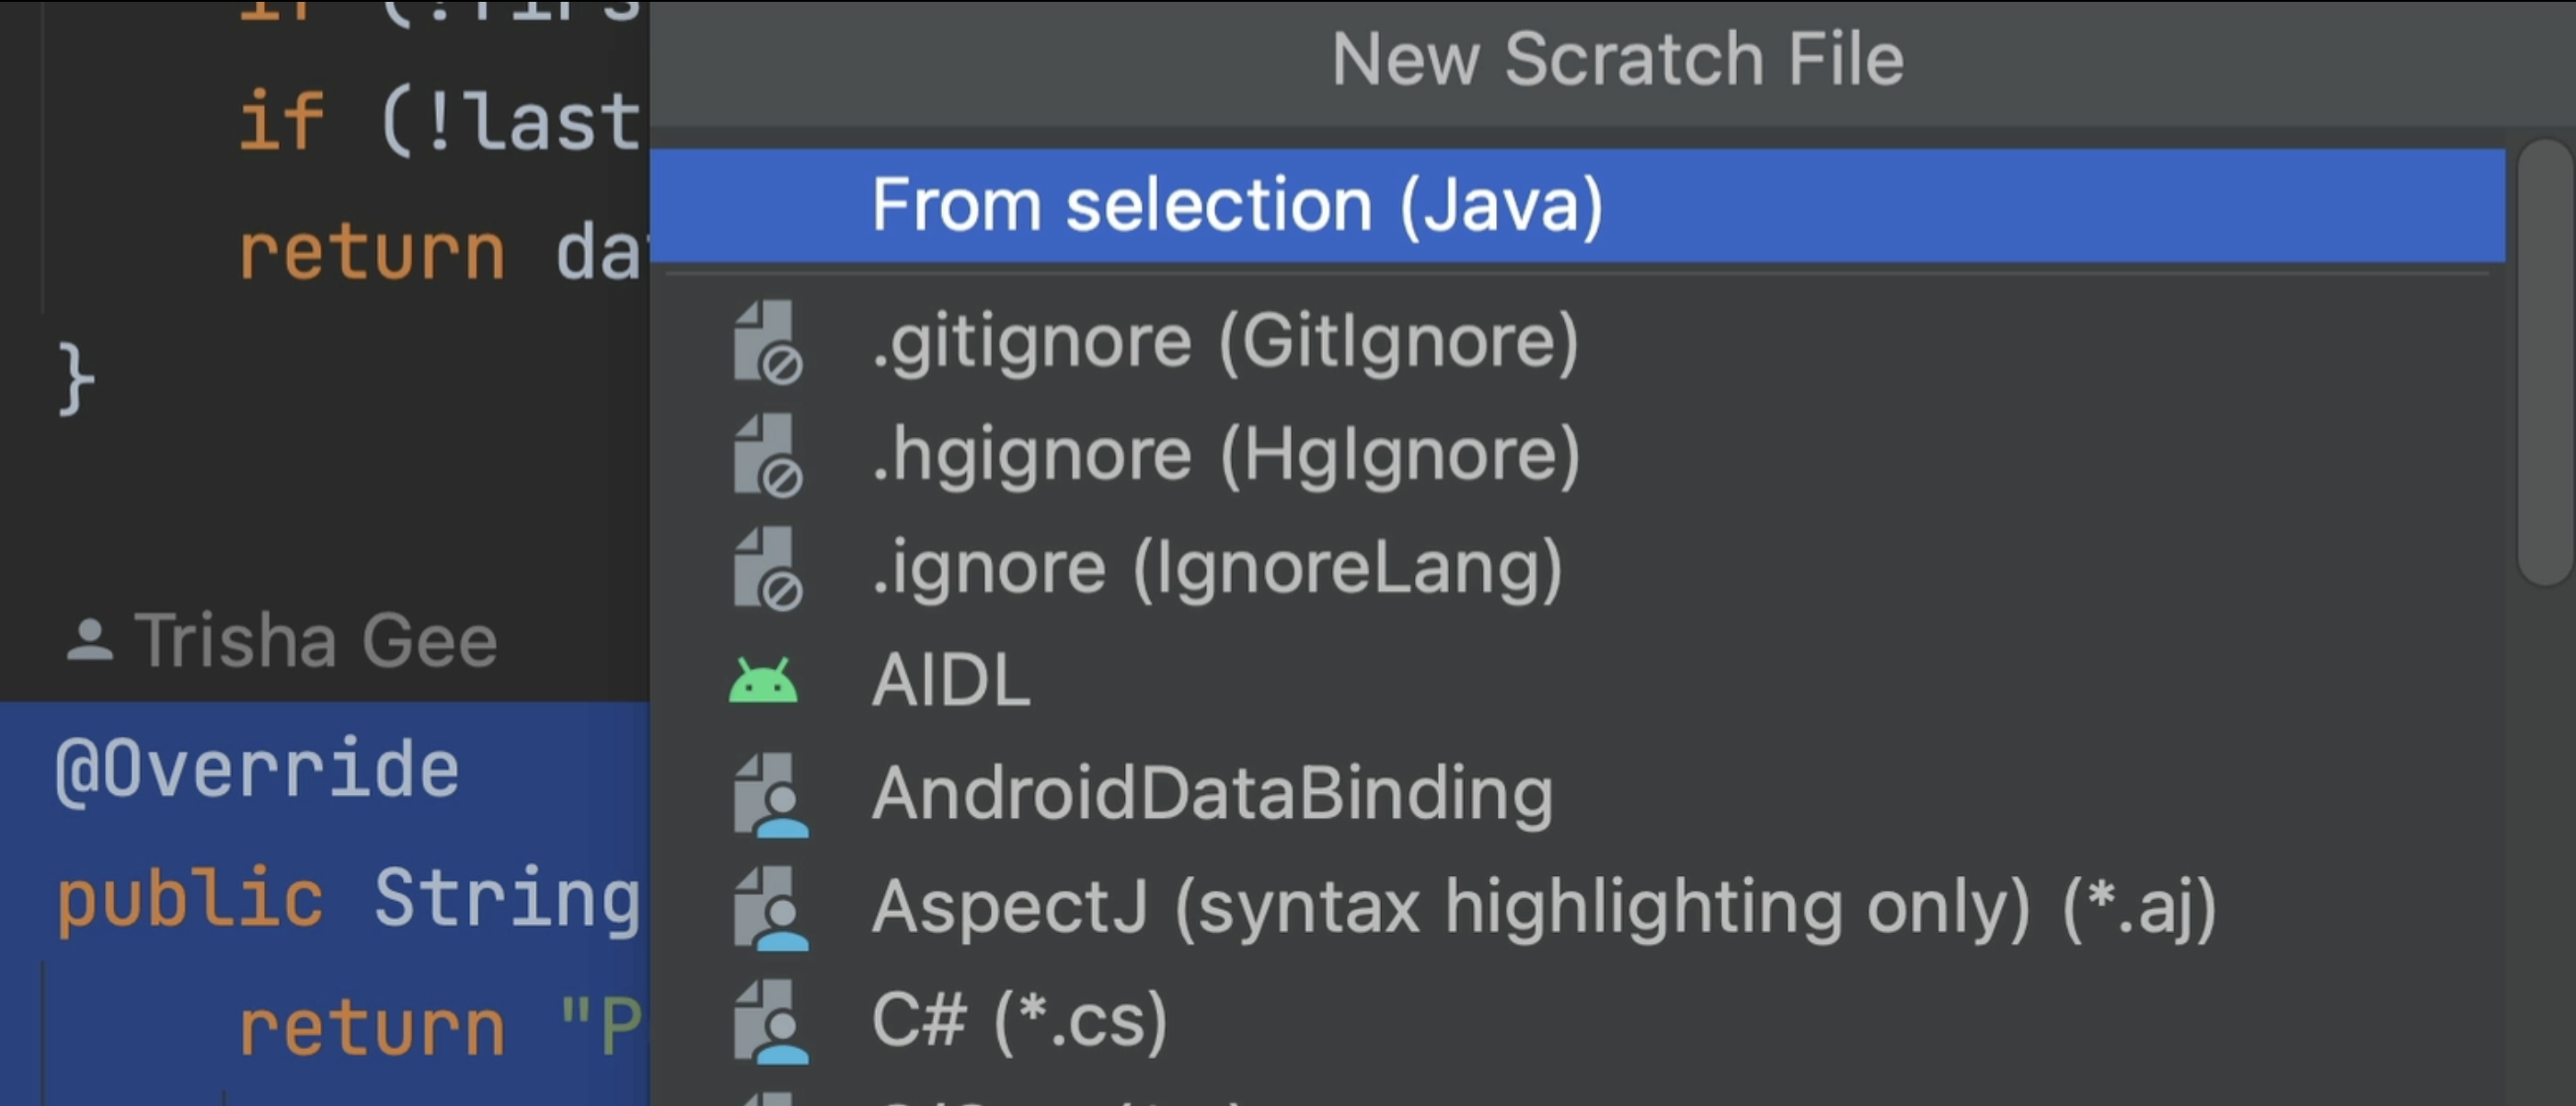 if (!last
return
}
Trisha Gee
@Override
public String
return "P
New Scratch File
From selection (Java)
.gitignore (GitIgnore)
.hgignore (HgIgnore)
.ignore (IgnoreLang)
AIDL
AndroidDataBinding
AspectJ (syntax highlighting only) (*.aj)
C# (*.cs)